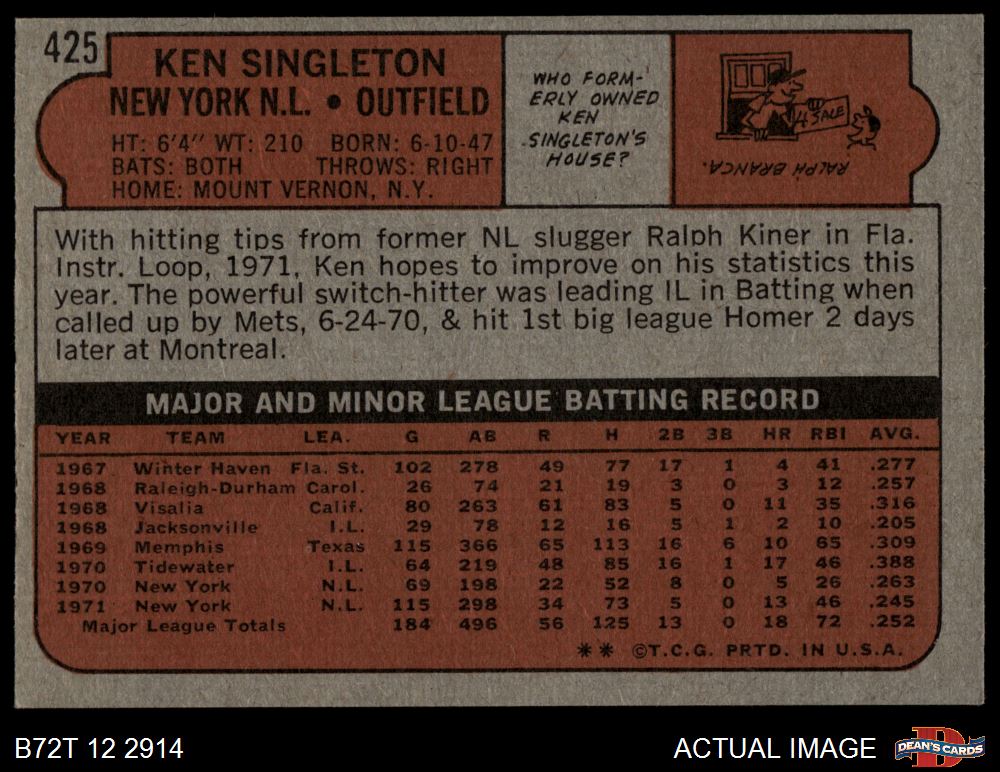 425
KEN SINGLETON
NEW YORK N.L. • OUTFIELD
HT: 6'4" WT: 210 BORN: 6-10-47
BATS: BOTH THROWS: RIGHT
HOME: MOUNT VERNON, N.Y.
WHO FORM-
ERLY OWNED
KEN
SINGLETON'S
HOUSE?
4 SALE
RALPH BRANCA.
With hitting tips from former NL slugger Ralph Kiner in Fla.
Instr. Loop, 1971, Ken hopes to improve on his statistics this
year. The powerful switch-hitter was leading IL in Batting when
called up by Mets, 6-24-70, & hit 1st big league Homer 2 days
later at Montreal.
MAJOR AND MINOR LEAGUE BATTING RECORD
YEAR TEAM LEA. G AB R H 2B 3B HR RBI AVG.
1967 Winter Haven Fla. St. 102 278 49 77 17 1 4 41 .277
1968 Raleigh-Durham Carol. 26 74 21 19 3 0 3 12 .257
1968 Visalia Calif. 80 263 61 83 5 0 11 35 .316
1968 Jacksonville I.L. 29 78 12 16 5 1 2 10 .205
1969 Memphis Texas 115 366 65 113 16 6 10 65 .309
1970 Tidewater I.L. 64 219 48 85 16 1 17 46 .388
1970 New York N.L. 69 198 22 52 8 0 5 26 .263
1971 New York N.L. 115 298 34 73 5 0 13 46 .245
Major League Totals 184 496 56 125 13 0 18 72 .252
** ©T.C.G. PRTD. IN U.S.A.
B72T 12 2914
ACTUAL IMAGE
D
DEAN'S CARDS